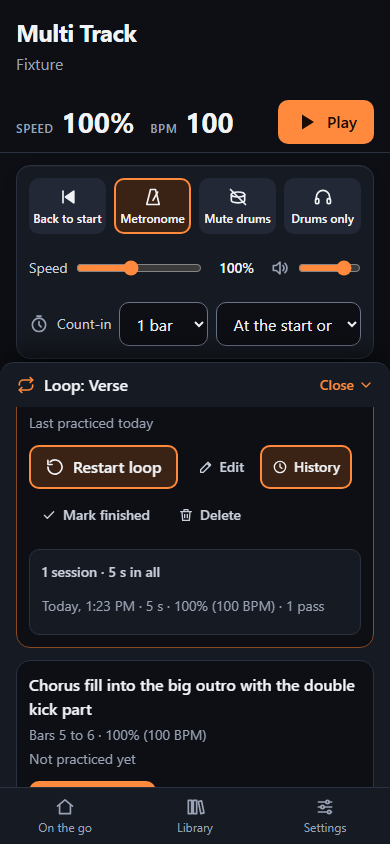 Multi Track
Fixture
SPEED 100% BPM 100
Play
Back to start
Metronome
Mute drums
Drums only
Speed 100%
Count-in 1 bar At the start or
Loop: Verse Close
Last practiced today
Restart loop Edit History
Mark finished Delete
1 session · 5 s in all
Today, 1:23 PM · 5 s · 100% (100 BPM) · 1 pass
Chorus fill into the big outro with the double
kick part
Bars 5 to 6 · 100% (100 BPM)
Not practiced yet
On the go Library Settings